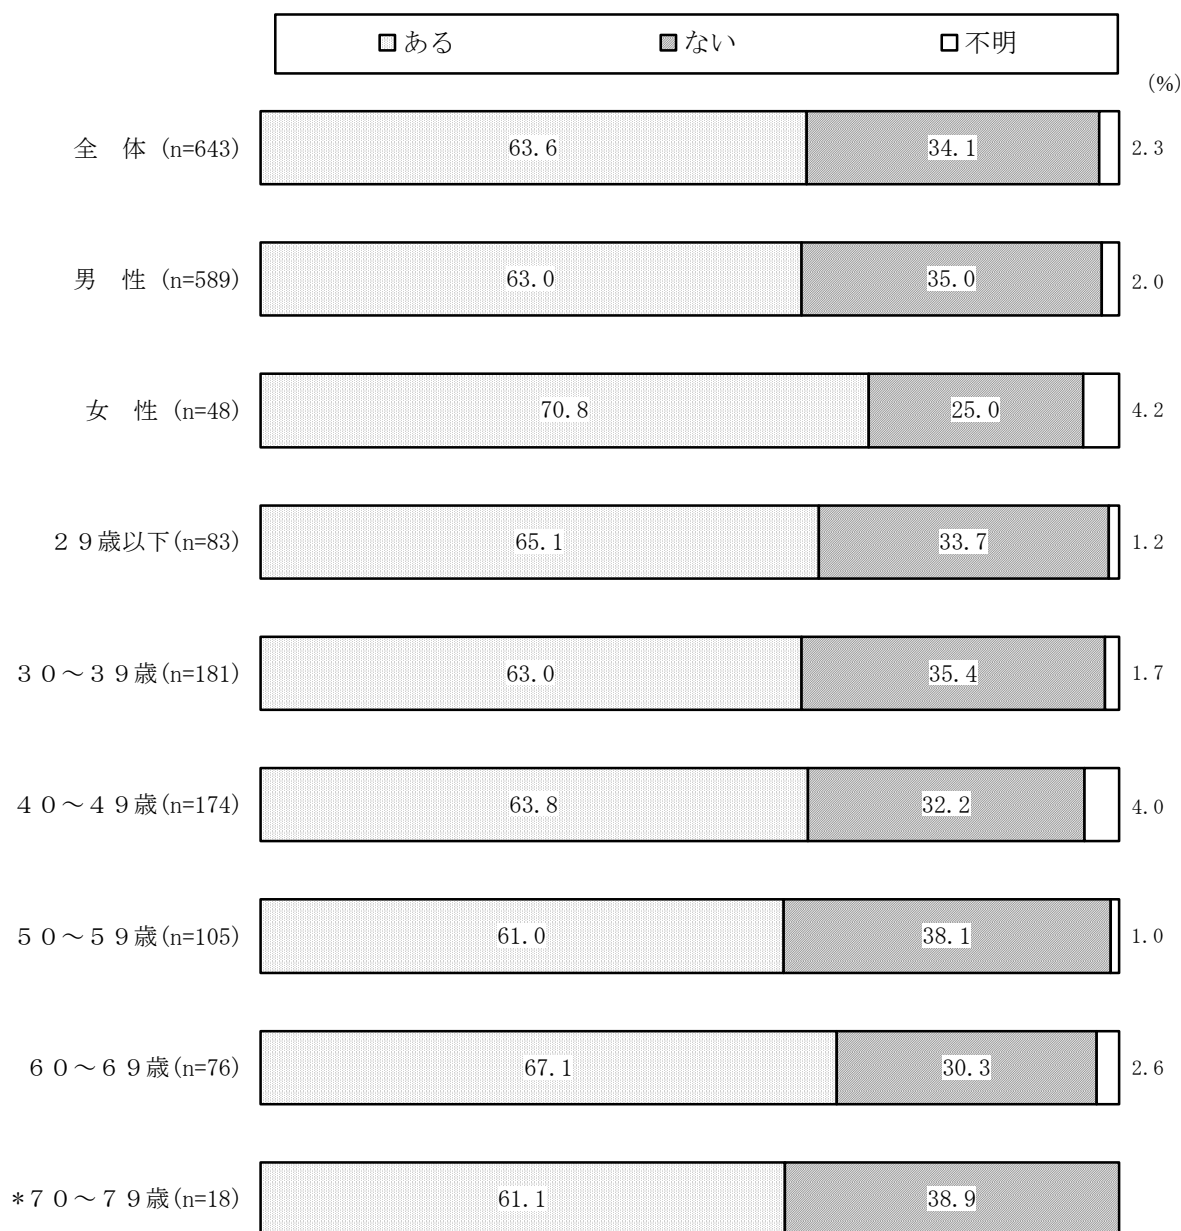 ある ない 不明
(%)
全 体 (n=643) 63.6 34.1 2.3
男 性 (n=589) 63.0 35.0 2.0
女 性 (n=48) 70.8 25.0 4.2
２９歳以下(n=83) 65.1 33.7 1.2
３０～３９歳(n=181) 63.0 35.4 1.7
４０～４９歳(n=174) 63.8 32.2 4.0
５０～５９歳(n=105) 61.0 38.1 1.0
６０～６９歳(n=76) 67.1 30.3 2.6
*７０～７９歳(n=18) 61.1 38.9